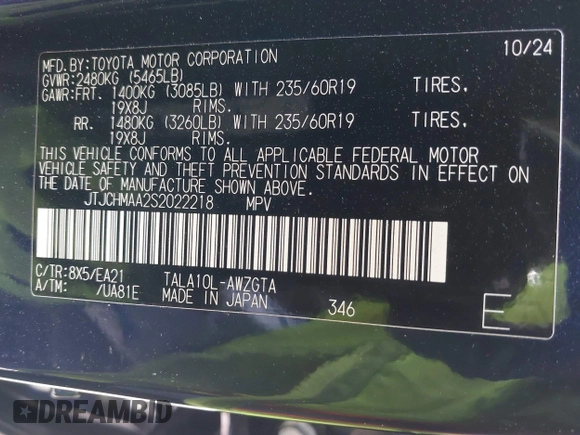 MFD.BY:TOYOTA MOTOR CORPORATION 10/24
GVWR:2480KG (5465LB)
GAWR:FRT. 1400KG (3085LB) WITH 235/60R19 TIRES,
19X8J RIMS.
RR. 1480KG (3260LB) WITH 235/60R19 TIRES,
19X8J RIMS.
THIS VEHICLE CONFORMS TO ALL APPLICABLE FEDERAL MOTOR
VEHICLE SAFETY AND THEFT PREVENTION STANDARDS IN EFFECT ON
THE DATE OF MANUFACTURE SHOWN ABOVE.
JTJCHMAA2S2022218 MPV
C/TR:8X5/EA21 TALA10L-AWZGTA
A/TM: /UA81E MADE IN JAPAN 346 E
DREAMBID